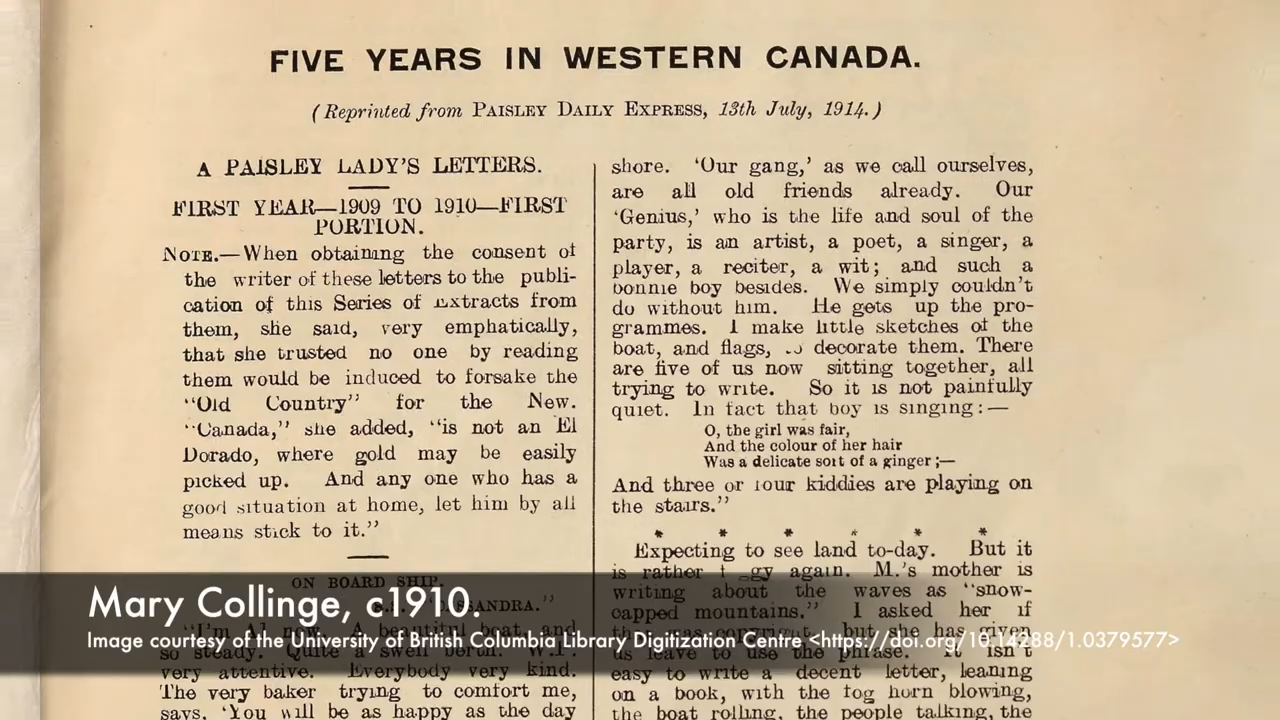 FIVE YEARS IN WESTERN CANADA.
(Reprinted from PAISLEY DAILY EXPRESS, 13th July, 1914.)
A PAISLEY LADY'S LETTERS.
FIRST YEAR—1909 TO 1910—FIRST
PORTION.
NOTE.—When obtaining the consent of
the writer of these letters to the publi-
cation of this Series of Extracts from
them, she said, very emphatically,
that she trusted no one by reading
them would be induced to forsake the
"Old Country" for the New.
"Canada," she added, "is not an El
Dorado, where gold may be easily
picked up. And any one who has a
good situation at home, let him by all
means stick to it."
ON BOARD SHIP.
"I'm A1 now. A beautiful boat, and
so steady. Quite a swell berth.
very attentive. Everybody very kind.
The very baker trying to comfort me,
says, 'You will be as happy as the day
shore. 'Our gang,' as we call ourselves,
are all old friends already. Our
'Genius,' who is the life and soul of the
party, is an artist, a poet, a singer, a
player, a reciter, a wit; and such a
bonnie boy besides. We simply couldn't
do without him. He gets up the pro-
grammes. I make little sketches of the
boat, and flags, decorate them. There
are five of us now sitting together, all
trying to write. So it is not painfully
quiet. In fact that boy is singing:—
O, the girl was fair,
And the colour of her hair
Was a delicate sort of a ginger;—
And three or four kiddies are playing on
the stairs."
* * * * * *
Expecting to see land to-day. But it
is rather again. M.'s mother is
writing about the waves as "snow-
capped mountains." I asked her if
copyright, but she has given
us leave to use the phrase. It isn't
easy to write a decent letter, leaning
on a book, with the fog horn blowing,
the boat rolling, the people talking, the
Mary Collinge, c1910.
Image courtesy of the University of British Columbia Library Digitization Centre <https://doi.org/10.14288/1.0379577>